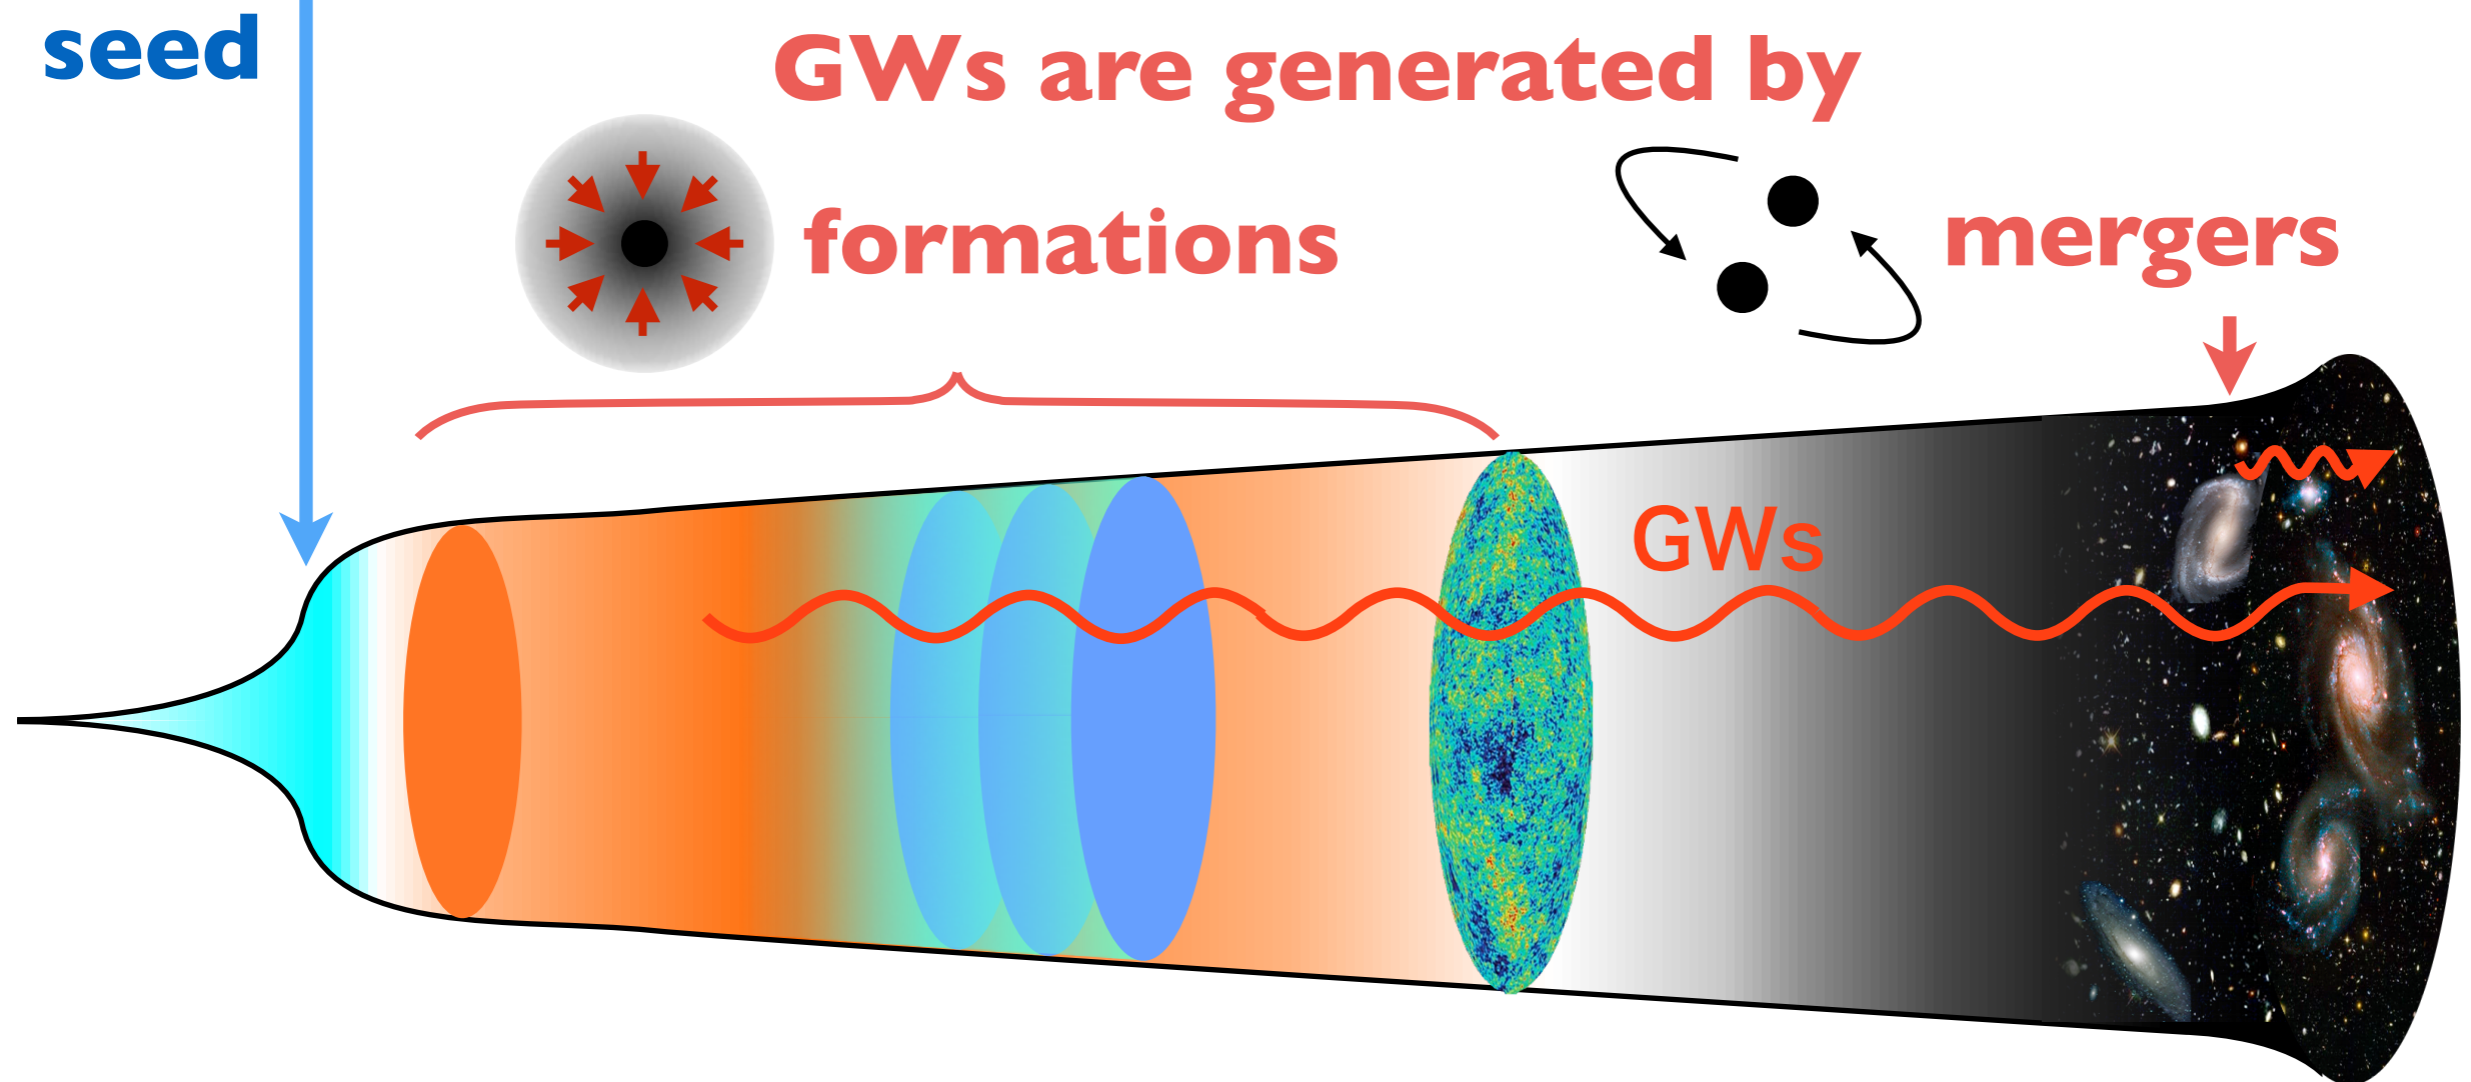 seed
GWs are generated by
formations
mergers
GWs